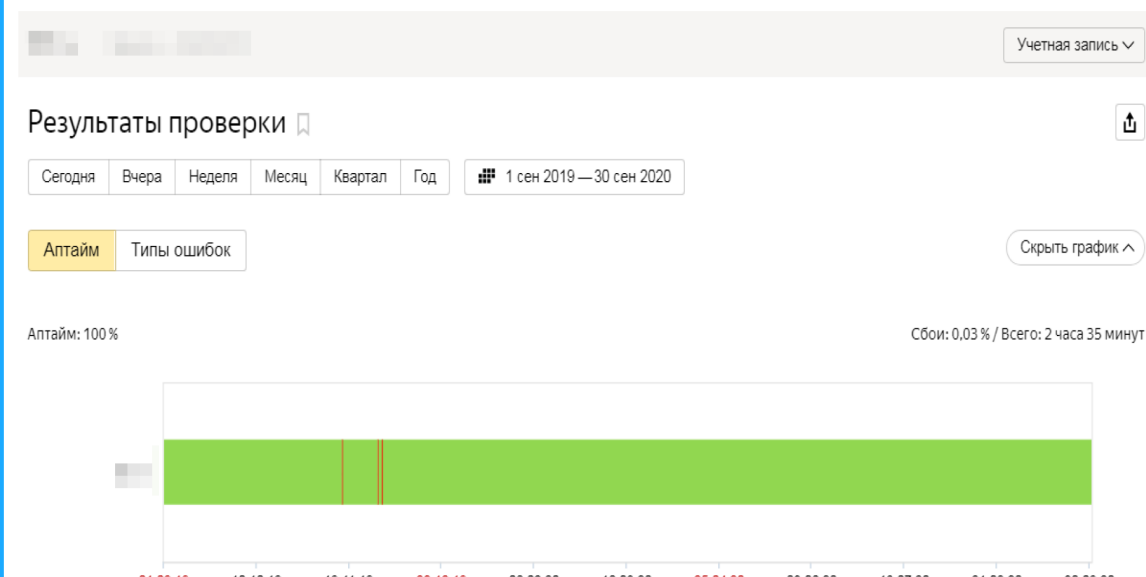 Учетная запись
Результаты проверки
Сегодня Вчера Неделя Месяц Квартал Год 1 сен 2019 — 30 сен 2020
Аптайм Типы ошибок Скрыть график
Аптайм: 100 % Сбои: 0,03 % / Всего: 2 часа 35 минут